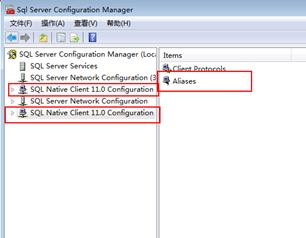 Sql Server Configuration Manager
文件(F) 操作(A) 查看(V) 帮助(H)
SQL Server Configuration Manager (Loca
SQL Server Services
SQL Server Network Configuration (3
SQL Native Client 11.0 Configuration
SQL Server Network Configuration
SQL Native Client 11.0 Configuration
Items
Client Protocols
Aliases